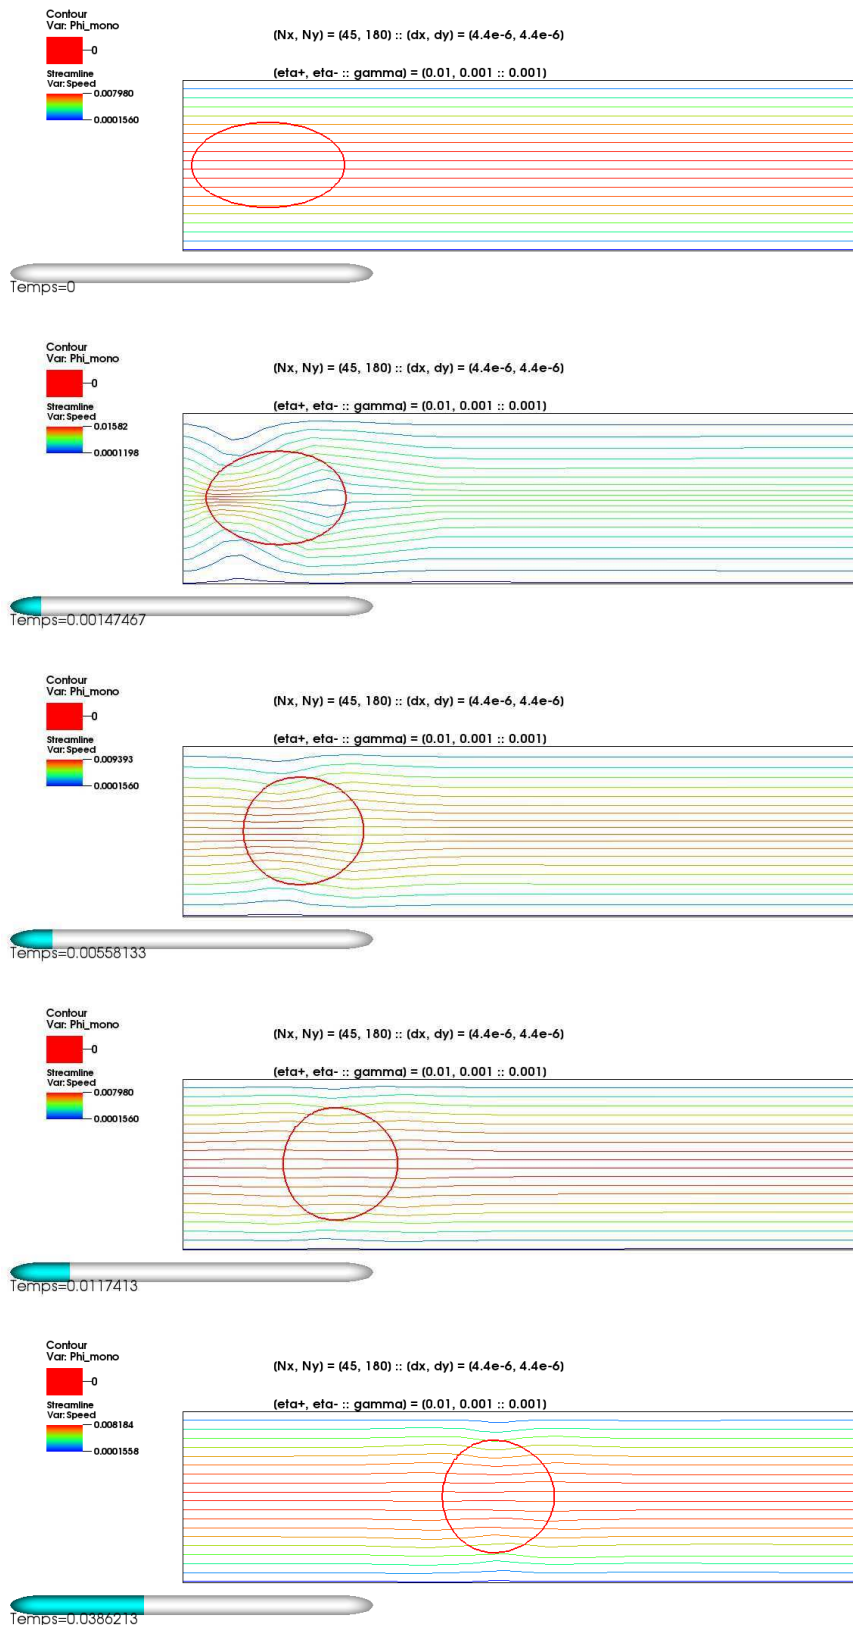 Contour
Var: Phi_mono
0
(Nx, Ny) = (45, 180) :: (dx, dy) = (4.4e-6, 4.4e-6)
Streamline
Var: Speed
0.007980
0.0001560
(eta+, eta- :: gamma) = (0.01, 0.001 :: 0.001)
Temps=0
Contour
Var: Phi_mono
0
(Nx, Ny) = (45, 180) :: (dx, dy) = (4.4e-6, 4.4e-6)
Streamline
Var: Speed
0.01582
0.0001198
(eta+, eta- :: gamma) = (0.01, 0.001 :: 0.001)
Temps=0.00147467
Contour
Var: Phi_mono
0
(Nx, Ny) = (45, 180) :: (dx, dy) = (4.4e-6, 4.4e-6)
Streamline
Var: Speed
0.009393
0.0001560
(eta+, eta- :: gamma) = (0.01, 0.001 :: 0.001)
Temps=0.00558133
Contour
Var: Phi_mono
0
(Nx, Ny) = (45, 180) :: (dx, dy) = (4.4e-6, 4.4e-6)
Streamline
Var: Speed
0.007980
0.0001560
(eta+, eta- :: gamma) = (0.01, 0.001 :: 0.001)
Temps=0.0117413
Contour
Var: Phi_mono
0
(Nx, Ny) = (45, 180) :: (dx, dy) = (4.4e-6, 4.4e-6)
Streamline
Var: Speed
0.008184
0.0001558
(eta+, eta- :: gamma) = (0.01, 0.001 :: 0.001)
Temps=0.0386213